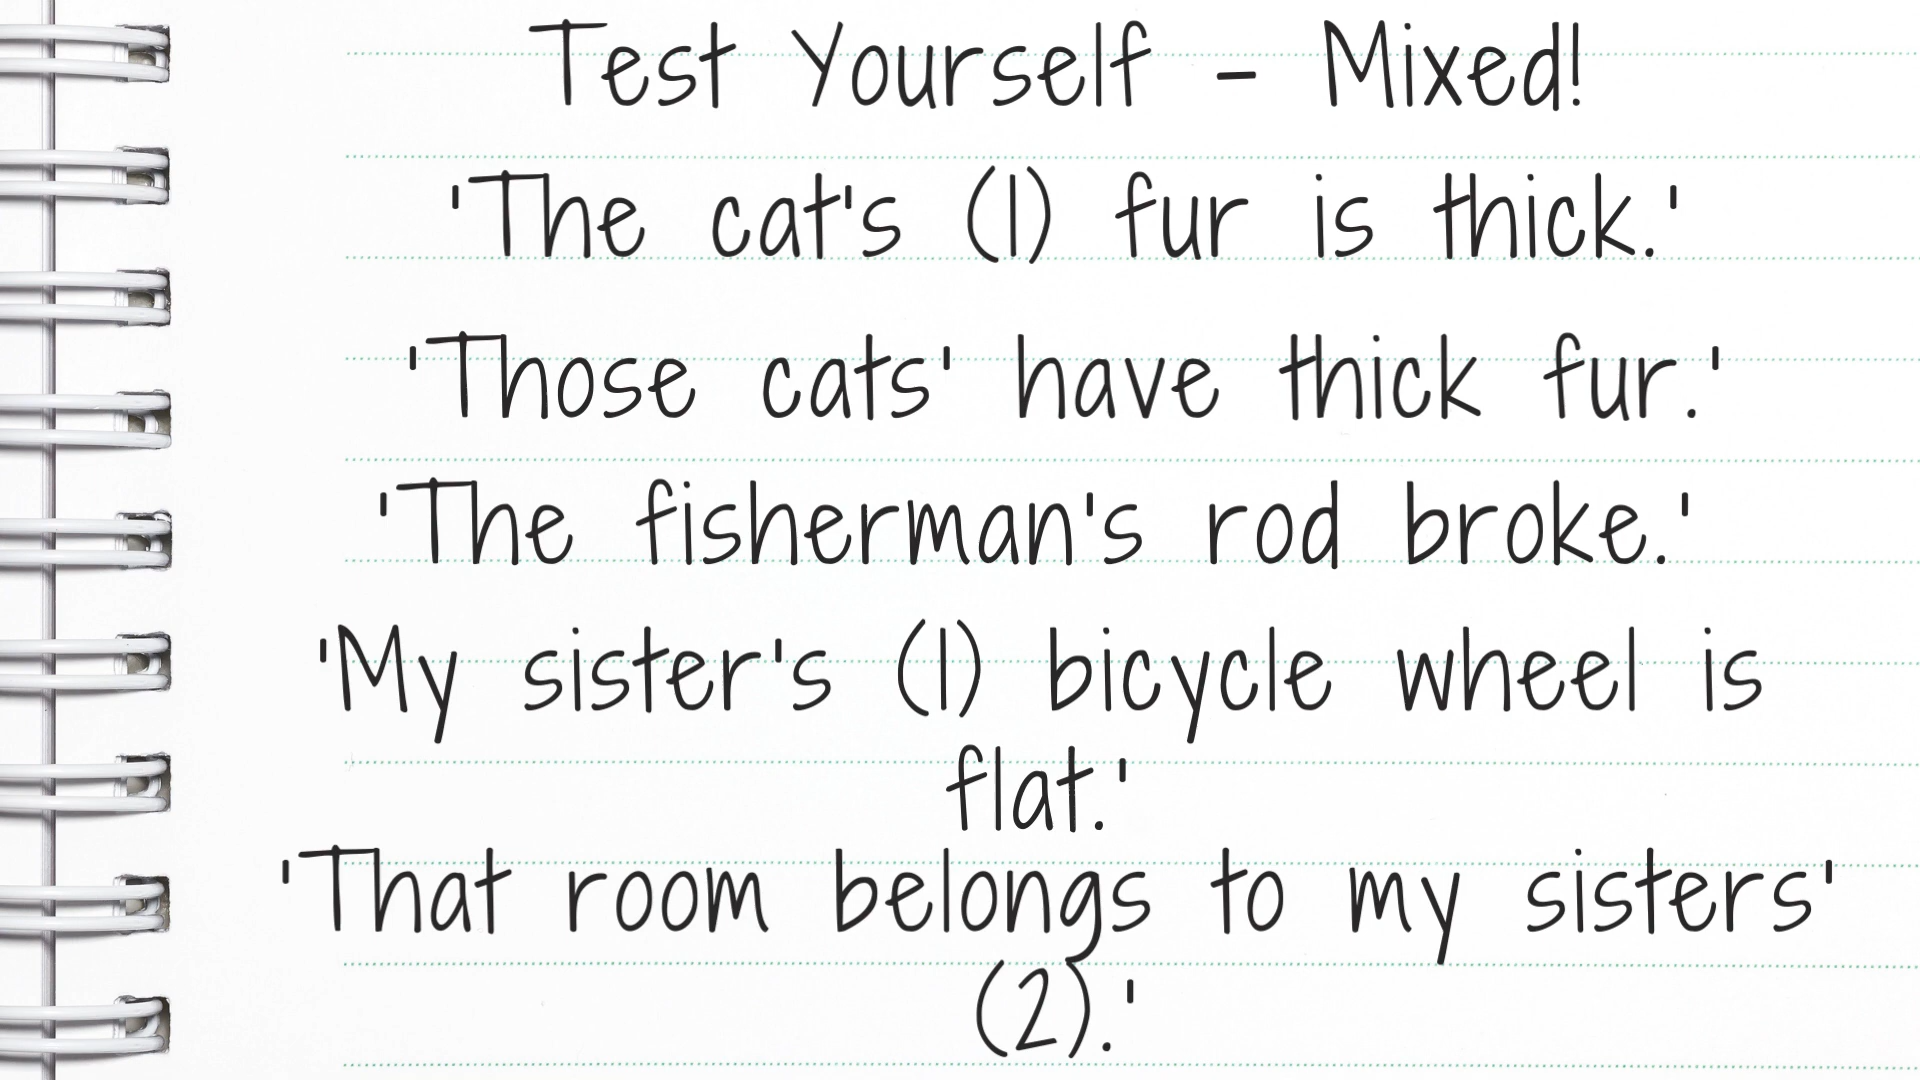 Test Yourself - Mixed!
'The cat's (1) fur is thick.'
'Those cats' have thick fur.'
'The fisherman's rod broke.'
'My sister's (1) bicycle wheel is
flat.'
'That room belongs to my sisters'
(2).'